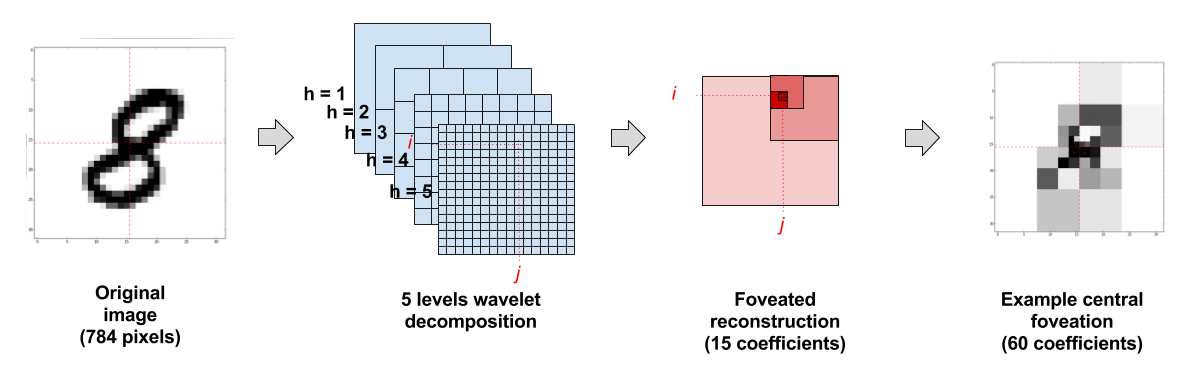 h = 1
h = 2
h = 3
h = 4
h = 5
i
j
i
j
Original
image
(784 pixels)
5 levels wavelet
decomposition
Foveated
reconstruction
(15 coefficients)
Example central
foveation
(60 coefficients)